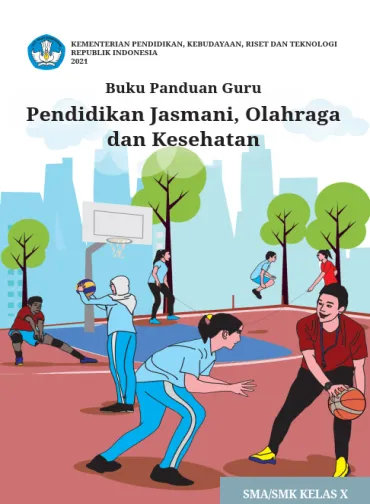 KEMENTERIAN PENDIDIKAN, KEBUDAYAAN, RISET DAN TEKNOLOGI
REPUBLIK INDONESIA
2021
Buku Panduan Guru
Pendidikan Jasmani, Olahraga
dan Kesehatan
SMA/SMK KELAS X